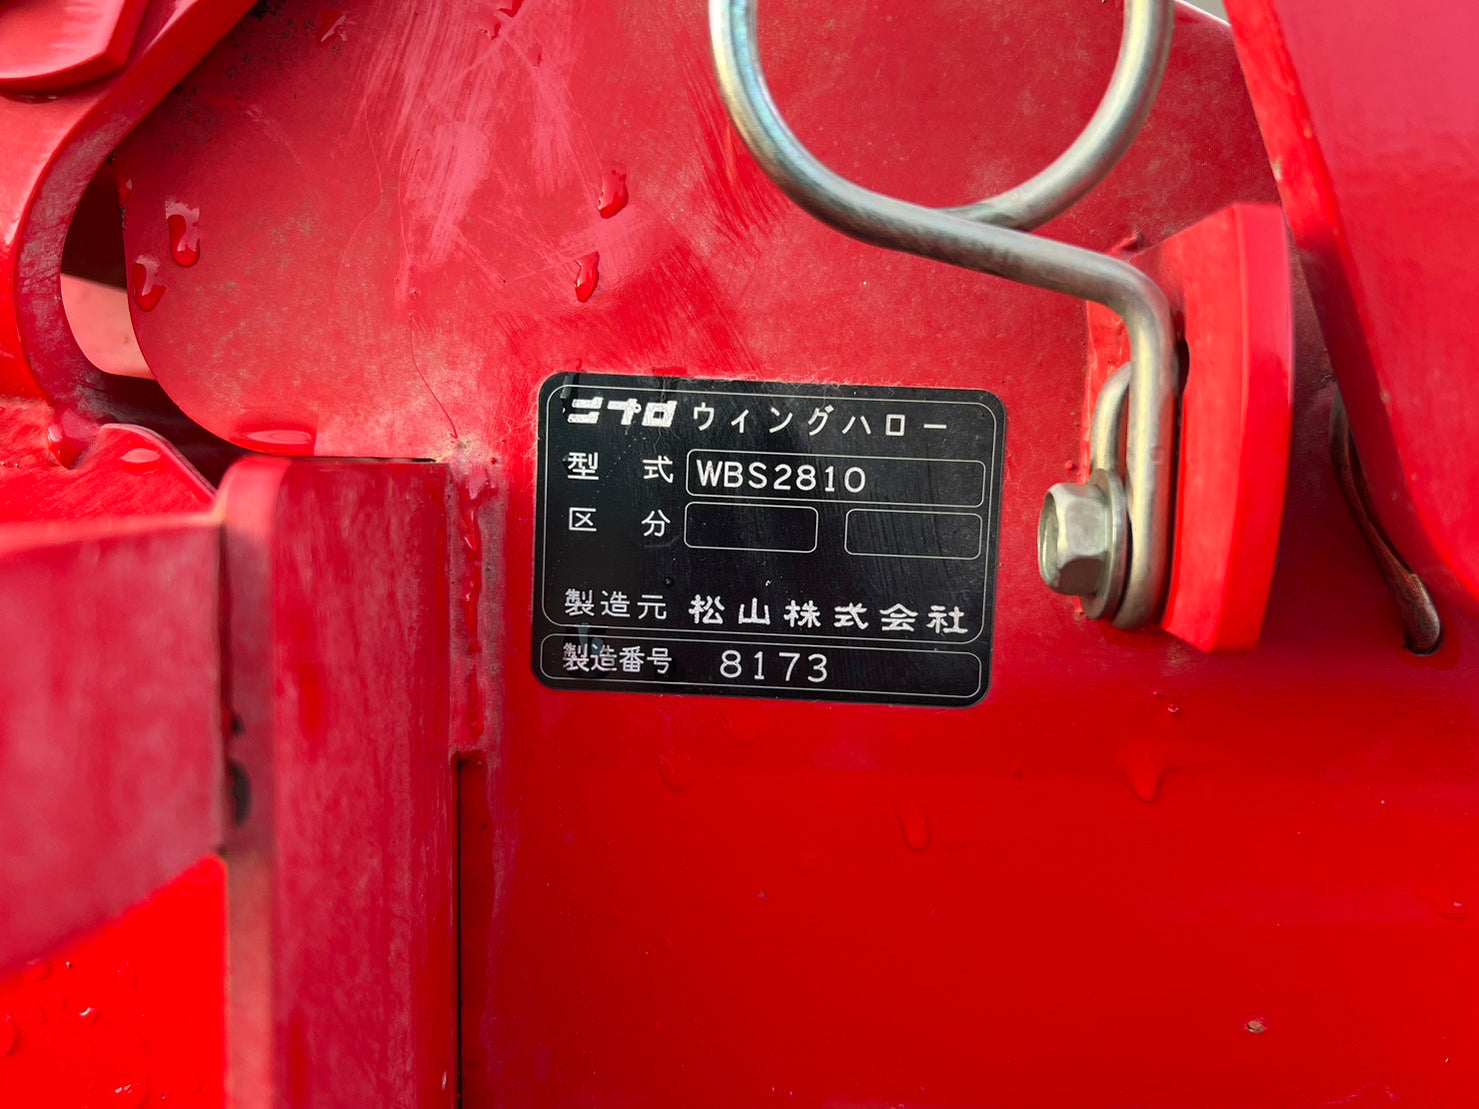 ニプロ ウィングハロー
型 式 WBS2810
区 分
製造元 松山株式会社
製造番号 8173